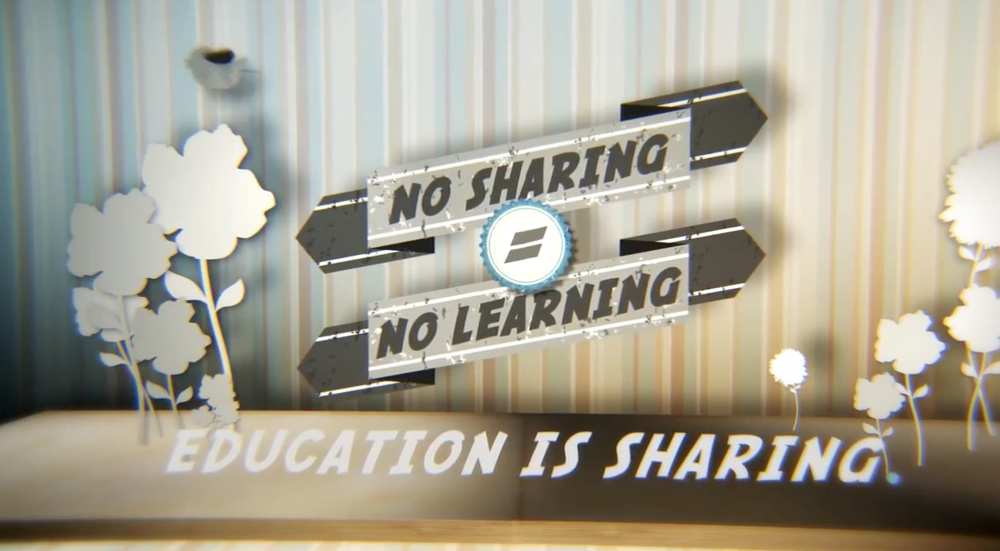 NO SHARING
=
NO LEARNING
EDUCATION IS SHARING